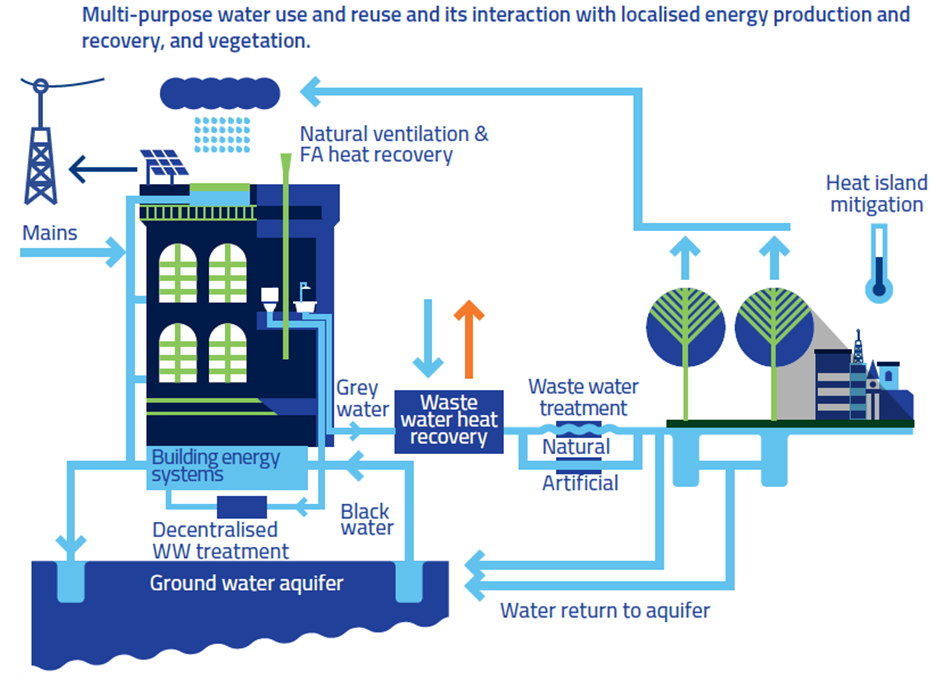 Multi-purpose water use and reuse and its interaction with localised energy production and
recovery, and vegetation.
Natural ventilation &
FA heat recovery
Heat island
mitigation
Mains
Grey
water
Waste
water heat
recovery
Waste water
treatment
Natural
Artificial
Building energy
systems
Black
water
Decentralised
WW treatment
Ground water aquifer
Water return to aquifer